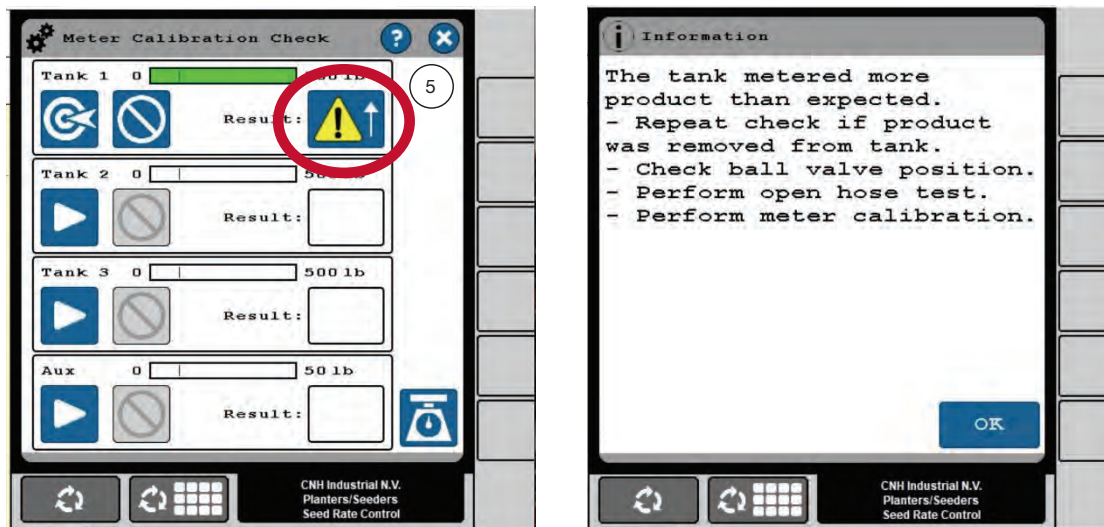 Meter Calibration Check
?
Tank 1 0 lb
5
Result:
Tank 2 0
Result:
Tank 3 0 500 lb
Result:
Aux 0 50 lb
Result:
CNH Industrial N.V.
Planters/Seeders
Seed Rate Control
i Information
The tank metered more
product than expected.
- Repeat check if product
was removed from tank.
- Check ball valve position.
- Perform open hose test.
- Perform meter calibration.
OK
CNH Industrial N.V.
Planters/Seeders
Seed Rate Control